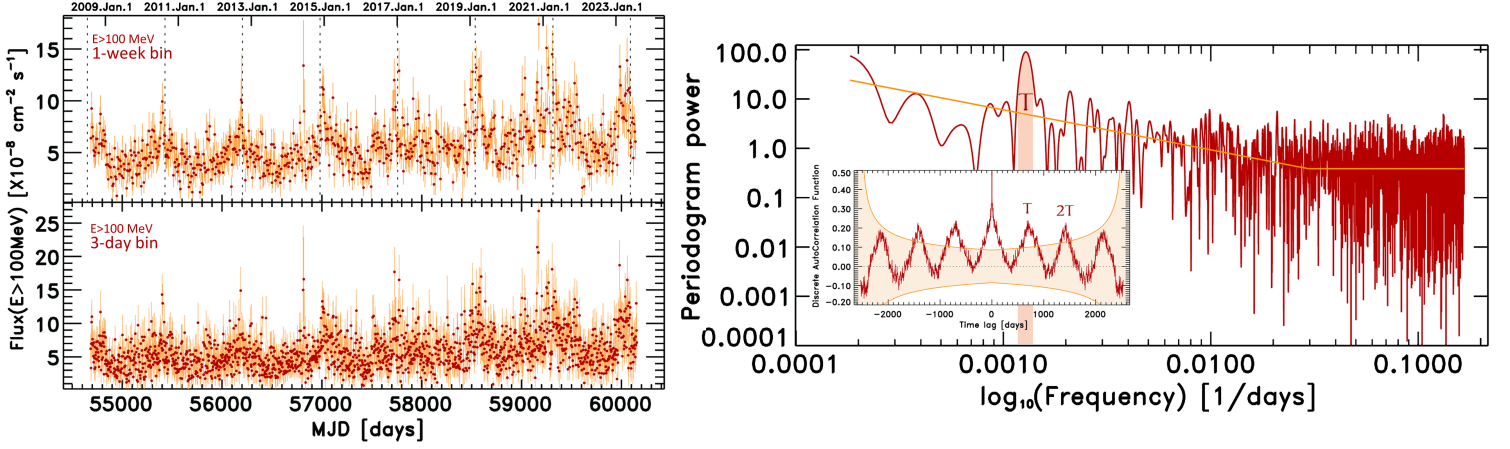 2009.Jan.1 2011.Jan.1 2013.Jan.1 2015.Jan.1 2017.Jan.1 2019.Jan.1 2021.Jan.1 2023.Jan.1
E>100 MeV
1-week bin
15
10
5
E>100 MeV
3-day bin
25
20
15
10
5
Flux(E>100MeV) [X10⁻⁸ cm⁻² s⁻¹]
55000 56000 57000 58000 59000 60000
MJD [days]
Periodogram power
100.0
10.0
1.0
0.1
0.01
0.001
0.0001
T
Discrete AutoCorrelation Function
0.50
0.40
0.30
0.20
0.10
0.00
−0.10
−0.20
T 2T
−2000 −1000 0 1000 2000
Time lag [days]
0.0001 0.0010 0.0100 0.1000
log₁₀(Frequency) [1/days]